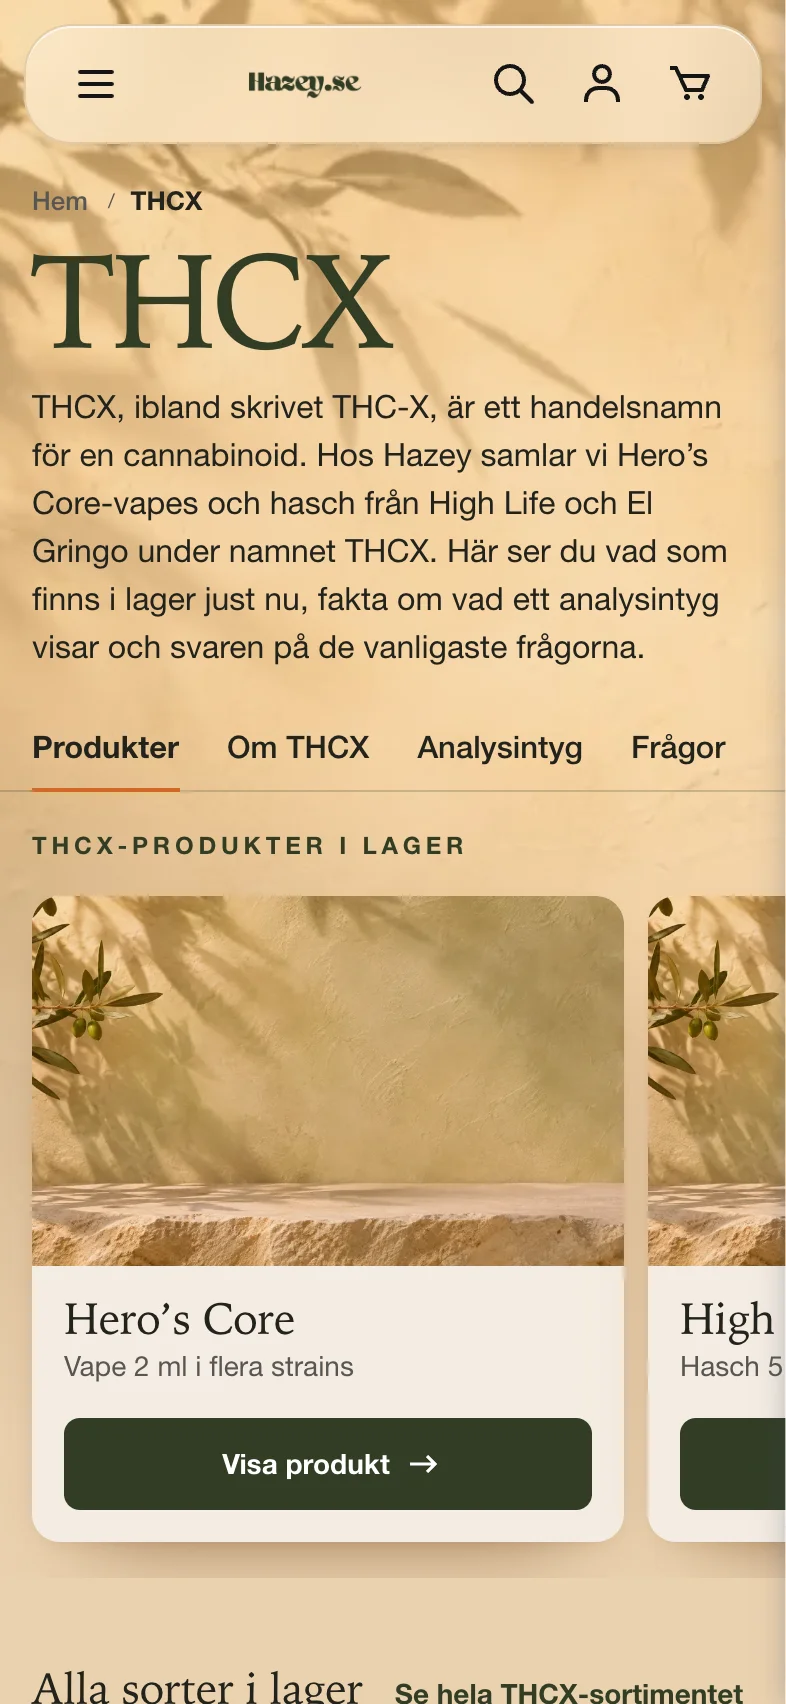 Hazey.se
Hem / THCX
THCX
THCX, ibland skrivet THC-X, är ett handelsnamn
för en cannabinoid. Hos Hazey samlar vi Hero’s
Core-vapes och hasch från High Life och El
Gringo under namnet THCX. Här ser du vad som
finns i lager just nu, fakta om vad ett analysintyg
visar och svaren på de vanligaste frågorna.
Produkter Om THCX Analysintyg Frågor
THCX-PRODUKTER I LAGER
Hero’s Core
Vape 2 ml i flera strains
Visa produkt →
High
Hasch 5
Alla sorter i lager Se hela THCX-sortimentet